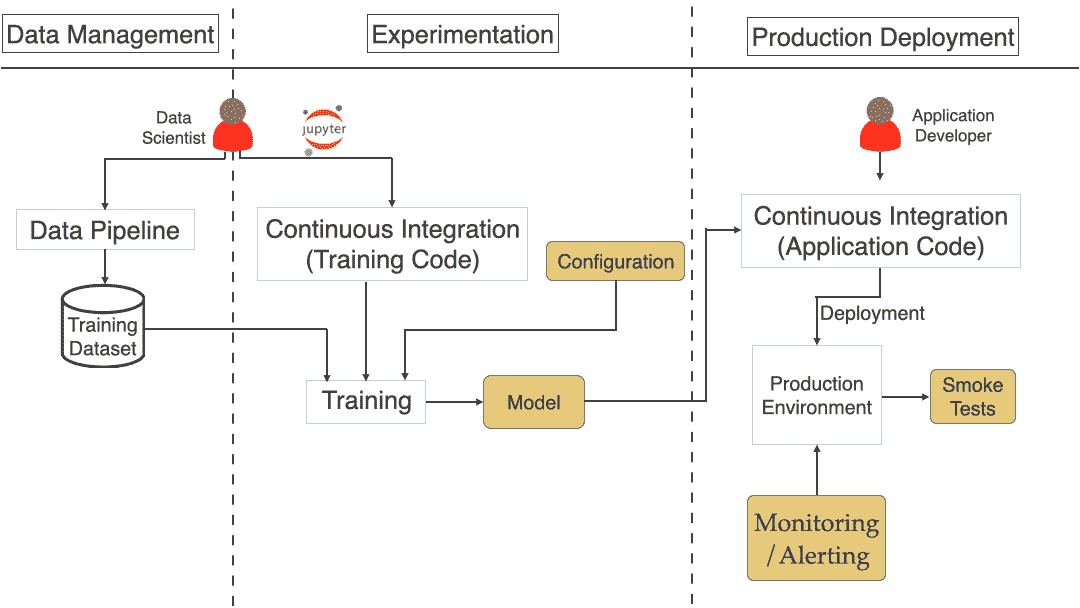 Data Management
Experimentation
Production Deployment
Data
Scientist
jupyter
Application
Developer
Data Pipeline
Continuous Integration
(Training Code)
Configuration
Continuous Integration
(Application Code)
Training
Dataset
Deployment
Training
Model
Production
Environment
Smoke
Tests
Monitoring
/ Alerting